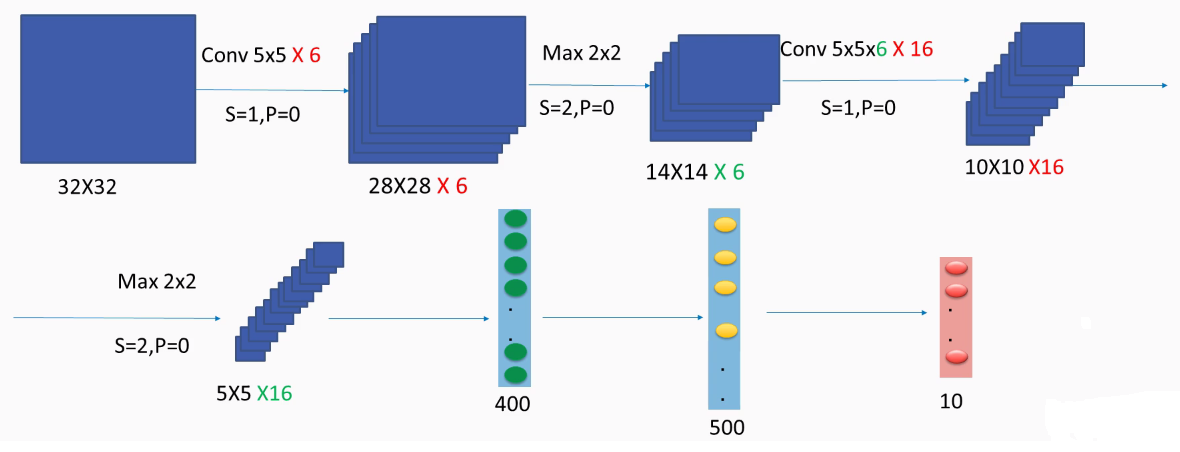 Conv 5x5 X 6
S=1,P=0
32X32
28X28 X 6
Max 2x2
S=2,P=0
14X14 X 6
Conv 5x5x6 X 16
S=1,P=0
10X10 X16
Max 2x2
S=2,P=0
5X5 X16
400
500
10